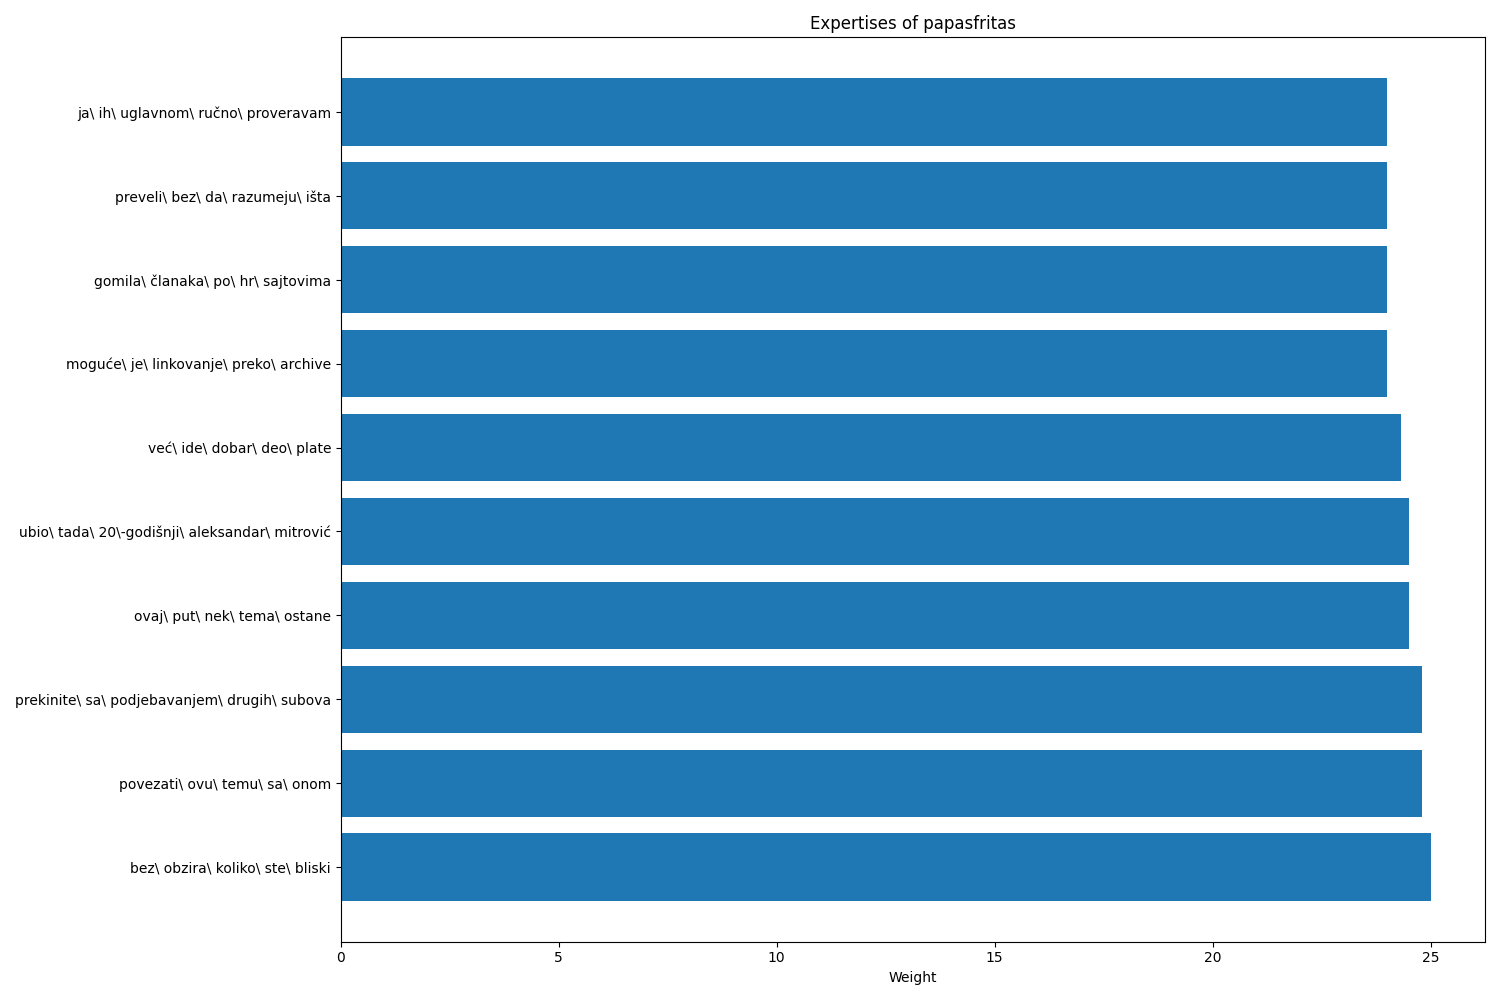 Expertises of papasfritas
ja\ ih\ uglavnom\ ručno\ proveravam
preveli\ bez\ da\ razumeju\ išta
gomila\ članaka\ po\ hr\ sajtovima
moguće\ je\ linkovanje\ preko\ archive
već\ ide\ dobar\ deo\ plate
ubio\ tada\ 20\-godišnji\ aleksandar\ mitrović
ovaj\ put\ nek\ tema\ ostane
prekinite\ sa\ podjebavanjem\ drugih\ subova
povezati\ ovu\ temu\ sa\ onom
bez\ obzira\ koliko\ ste\ bliski
0 5 10 15 20 25
Weight